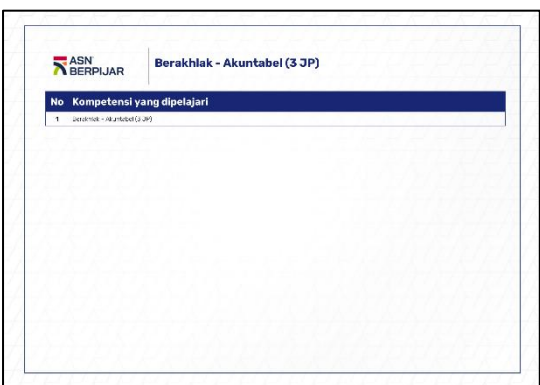 ASN
BERPIJAR
Berakhlak - Akuntabel (3 JP)
No Kompetensi yang dipelajari
1 Berakhlak - Akuntabel (3 JP)